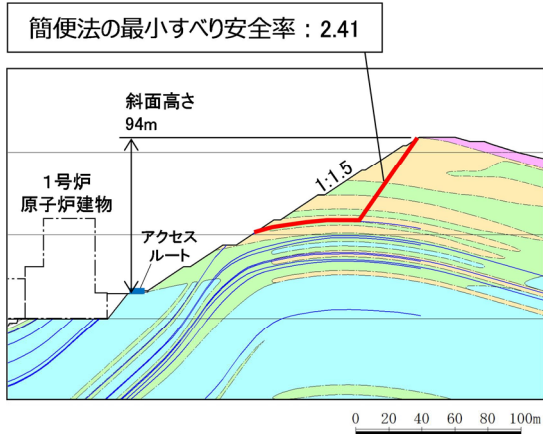 簡便法の最小すべり安全率：2.41
斜面高さ
94m
1:1.5
1号炉
原子炉建物
アクセス
ルート
0 20 40 60 80 100m